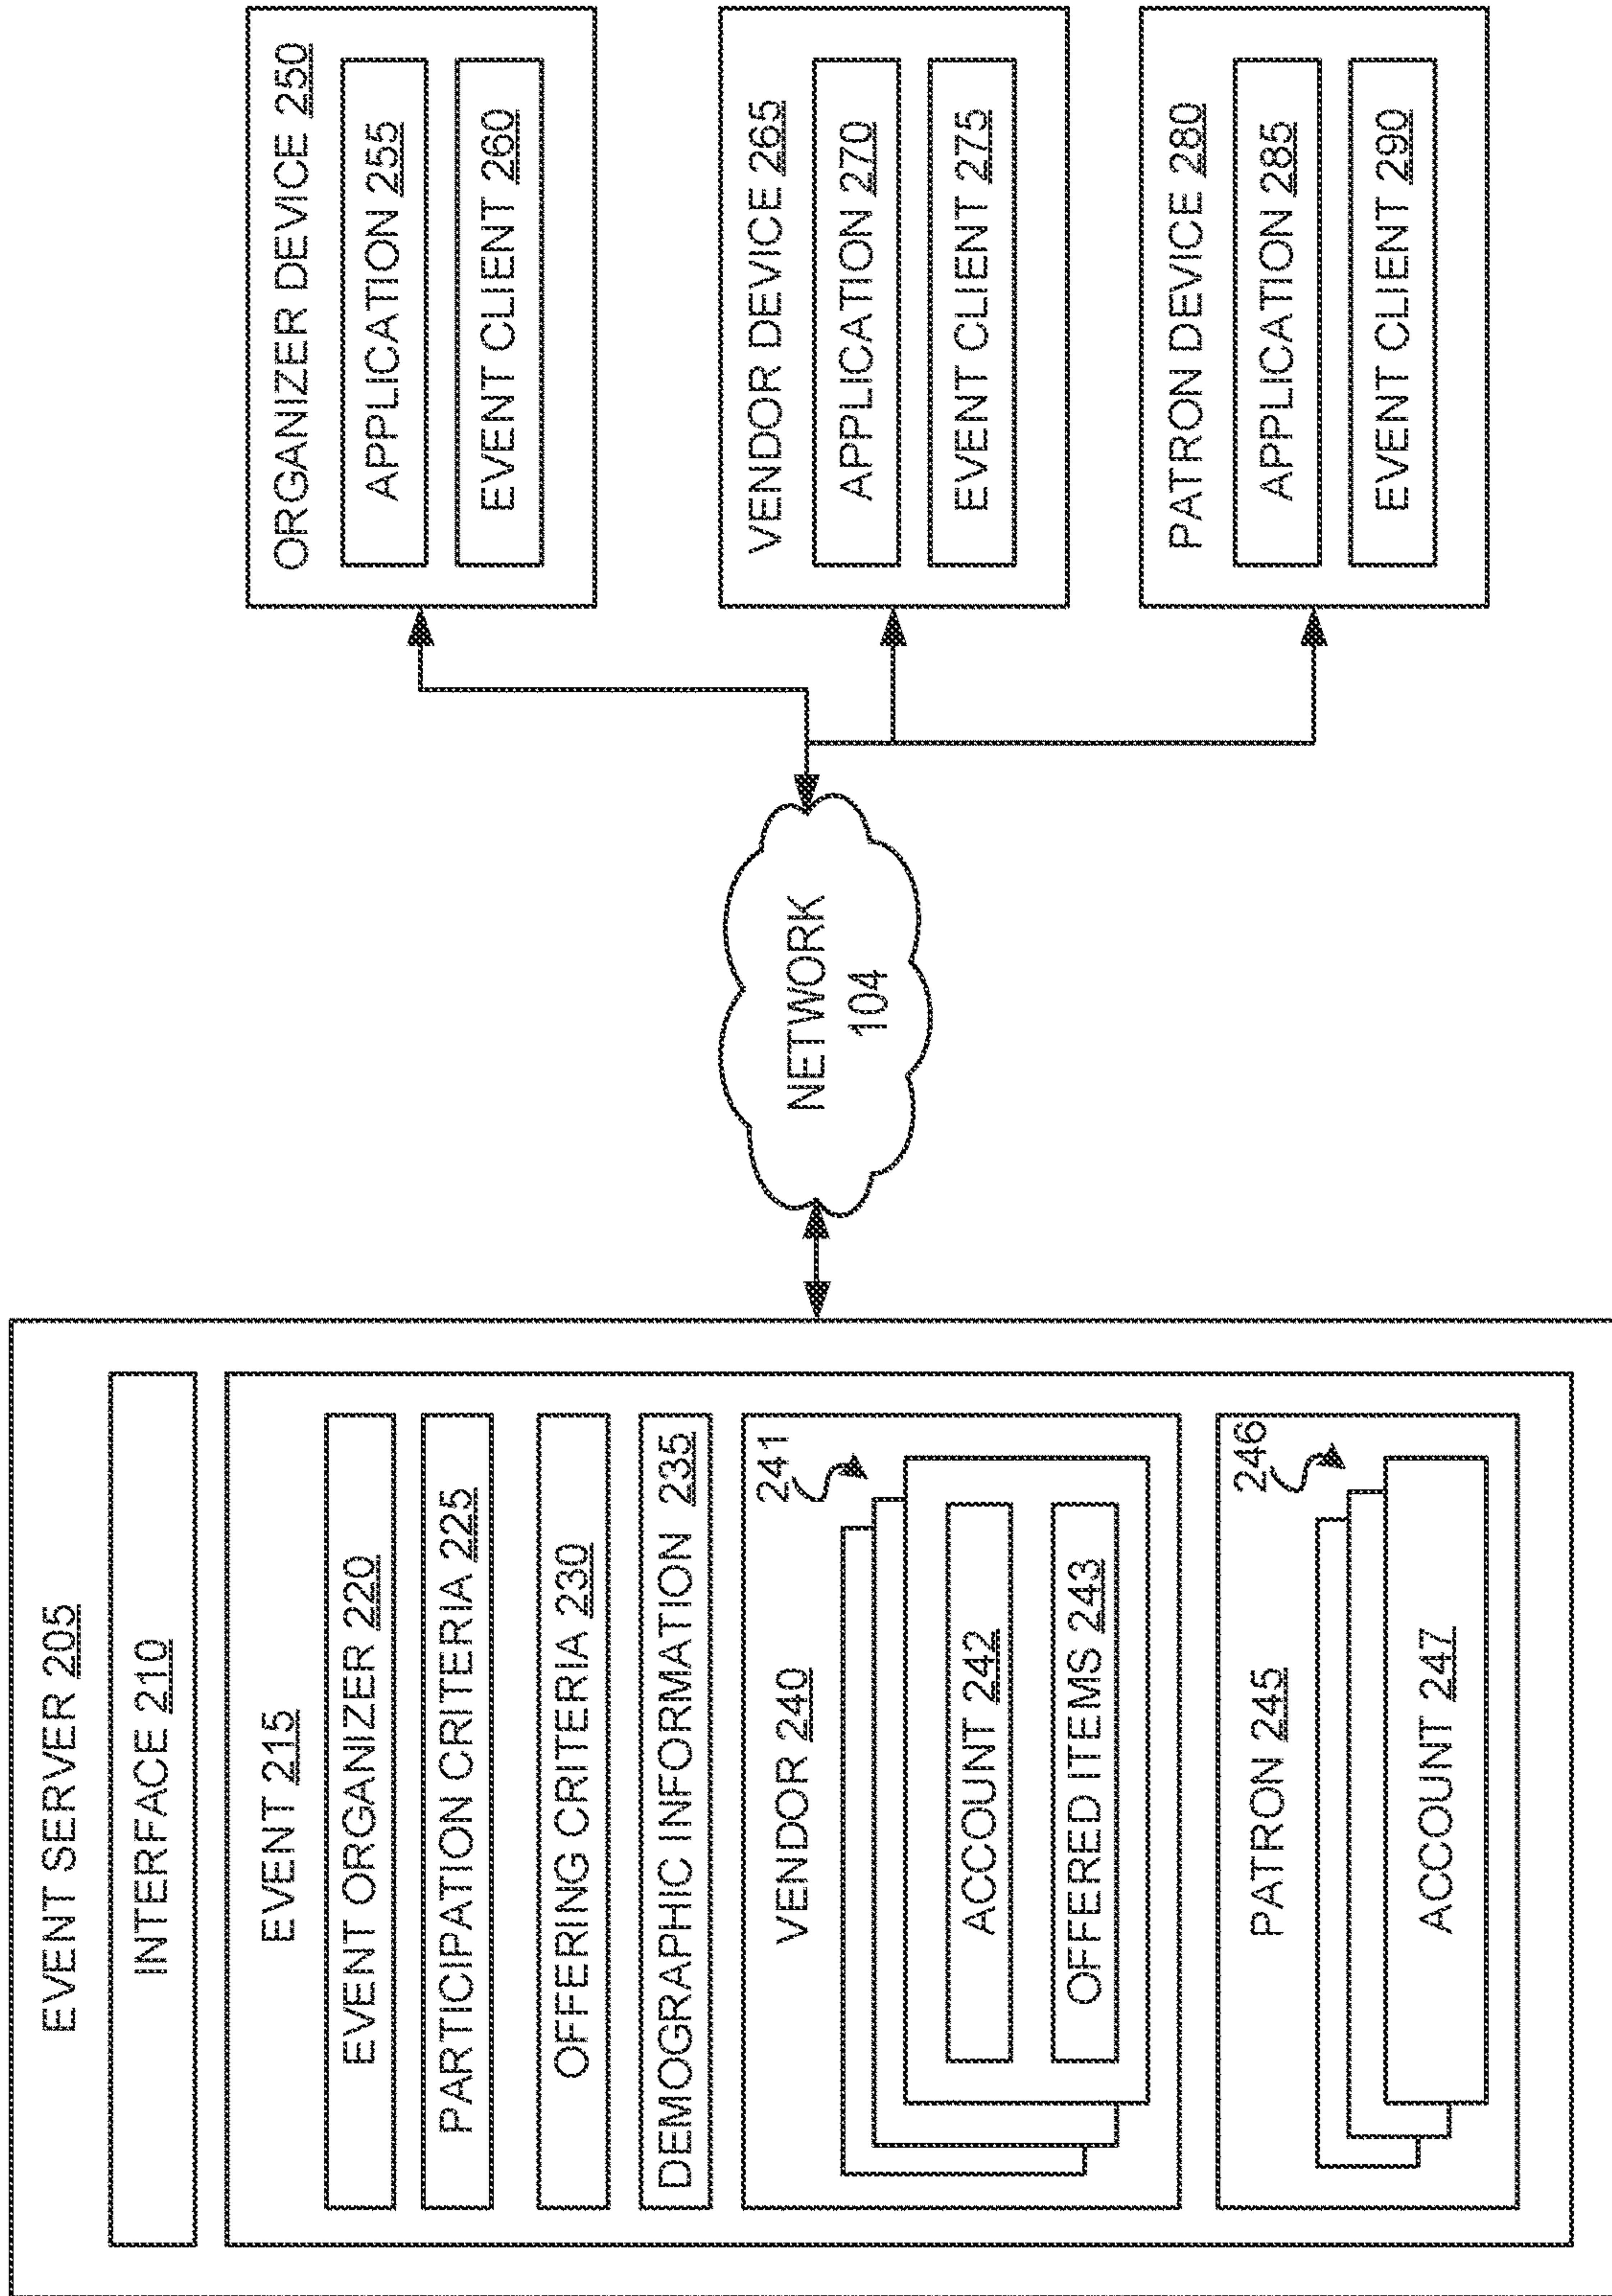 EVENT SERVER 205
INTERFACE 210
EVENT 215
EVENT ORGANIZER 220
PARTICIPATION CRITERIA 225
OFFERING CRITERIA 230
DEMOGRAPHIC INFORMATION 235
VENDOR 240
241
ACCOUNT 242
OFFERED ITEMS 243
PATRON 245
246
ACCOUNT 247
NETWORK
104
ORGANIZER DEVICE 250
APPLICATION 255
EVENT CLIENT 260
VENDOR DEVICE 265
APPLICATION 270
EVENT CLIENT 275
PATRON DEVICE 280
APPLICATION 285
EVENT CLIENT 290